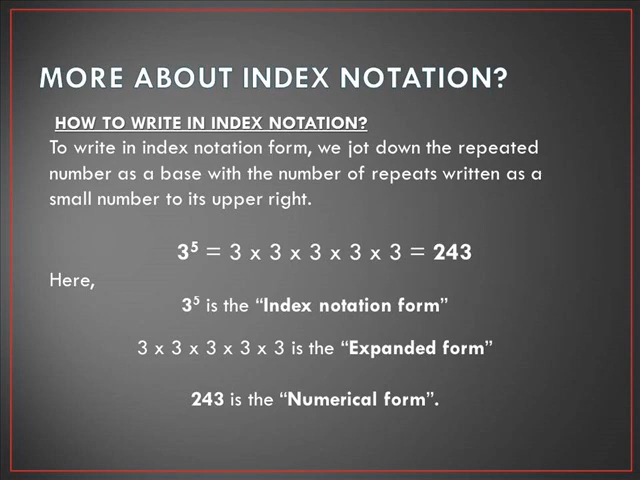 MORE ABOUT INDEX NOTATION?
HOW TO WRITE IN INDEX NOTATION?
To write in index notation form, we jot down the repeated
number as a base with the number of repeats written as a
small number to its upper right.
3⁵ = 3 x 3 x 3 x 3 x 3 = 243
Here,
3⁵ is the “Index notation form”
3 x 3 x 3 x 3 x 3 is the “Expanded form”
243 is the “Numerical form”.